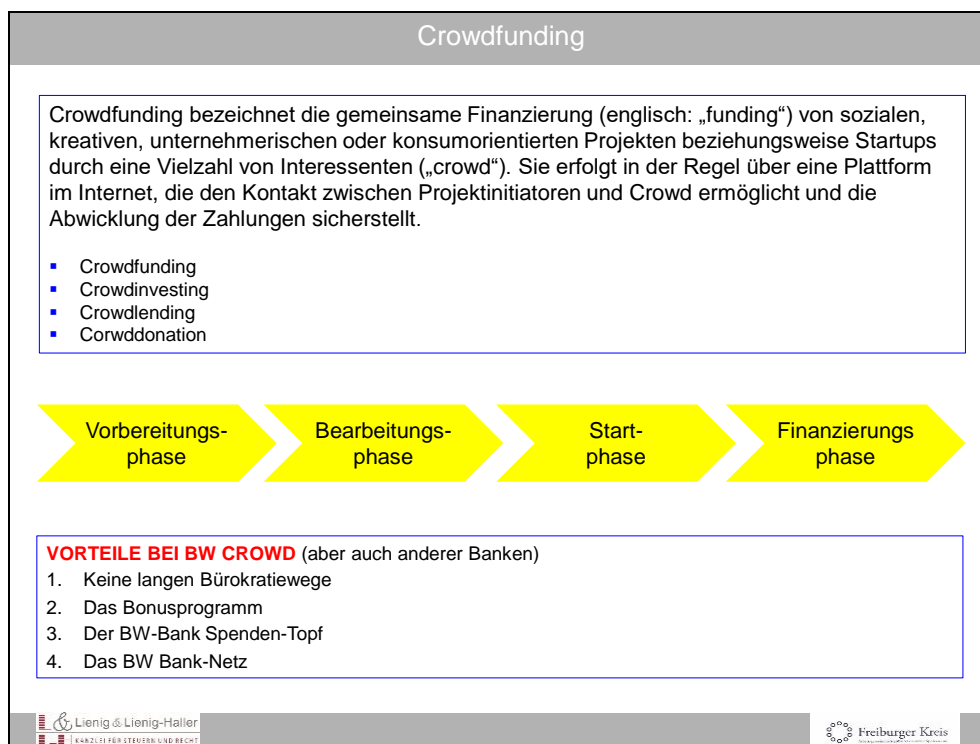 Crowdfunding
Crowdfunding bezeichnet die gemeinsame Finanzierung (englisch: „funding“) von sozialen,
kreativen, unternehmerischen oder konsumorientierten Projekten beziehungsweise Startups
durch eine Vielzahl von Interessenten („crowd“). Sie erfolgt in der Regel über eine Plattform
im Internet, die den Kontakt zwischen Projektinitiatoren und Crowd ermöglicht und die
Abwicklung der Zahlungen sicherstellt.
▪ Crowdfunding
▪ Crowdinvesting
▪ Crowdlending
▪ Corwddonation
Vorbereitungs-
phase
Bearbeitungs-
phase
Start-
phase
Finanzierungs
phase
VORTEILE BEI BW CROWD (aber auch anderer Banken)
1. Keine langen Bürokratiewege
2. Das Bonusprogramm
3. Der BW-Bank Spenden-Topf
4. Das BW Bank-Netz
Lienig & Lienig-Haller
KANZLEI FÜR STEUERN UND RECHT
Freiburger Kreis